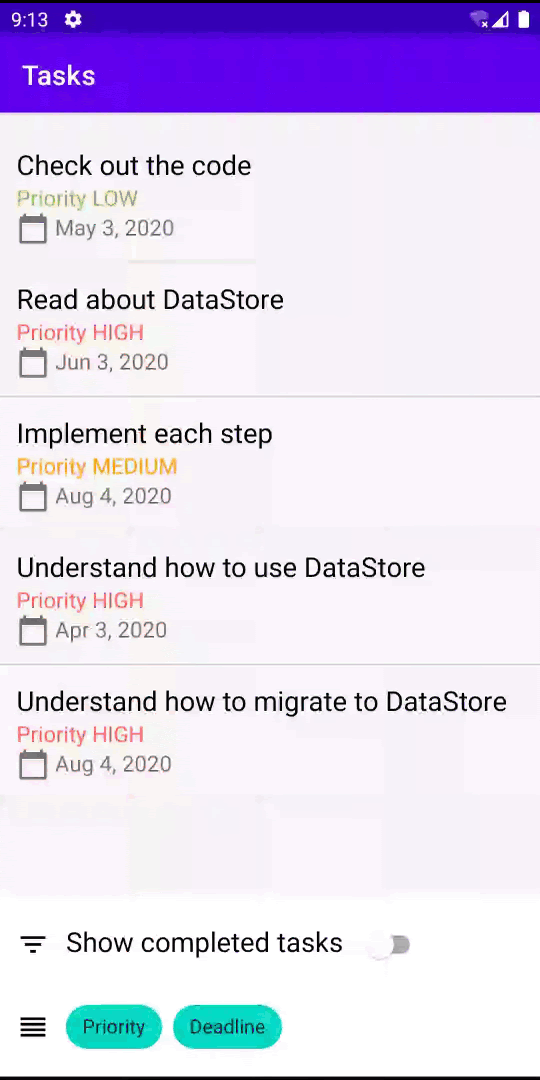 9:13
Tasks
Check out the code
Priority LOW
May 3, 2020
Read about DataStore
Priority HIGH
Jun 3, 2020
Implement each step
Priority MEDIUM
Aug 4, 2020
Understand how to use DataStore
Priority HIGH
Apr 3, 2020
Understand how to migrate to DataStore
Priority HIGH
Aug 4, 2020
Show completed tasks
Priority Deadline